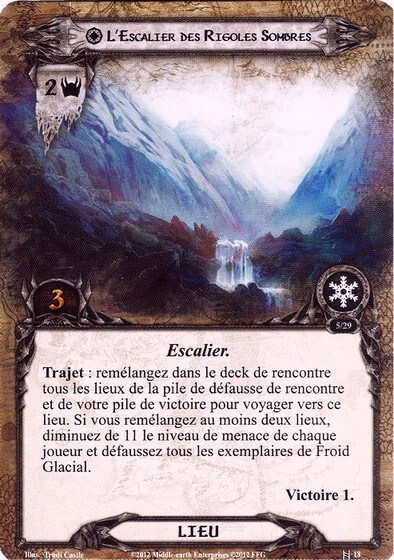 L'Escalier des Rigoles Sombres
2
3
5/29
Escalier.
Trajet : remélangez dans le deck de rencontre
tous les lieux de la pile de défausse de rencontre
et de votre pile de victoire pour voyager vers ce
lieu. Si vous remélangez au moins deux lieux,
diminuez de 11 le niveau de menace de chaque
joueur et défaussez tous les exemplaires de Froid
Glacial.
Victoire 1.
Illus. Trudi Castle
©2012 Middle-earth Enterprises ©2012 FFG
18
LIEU